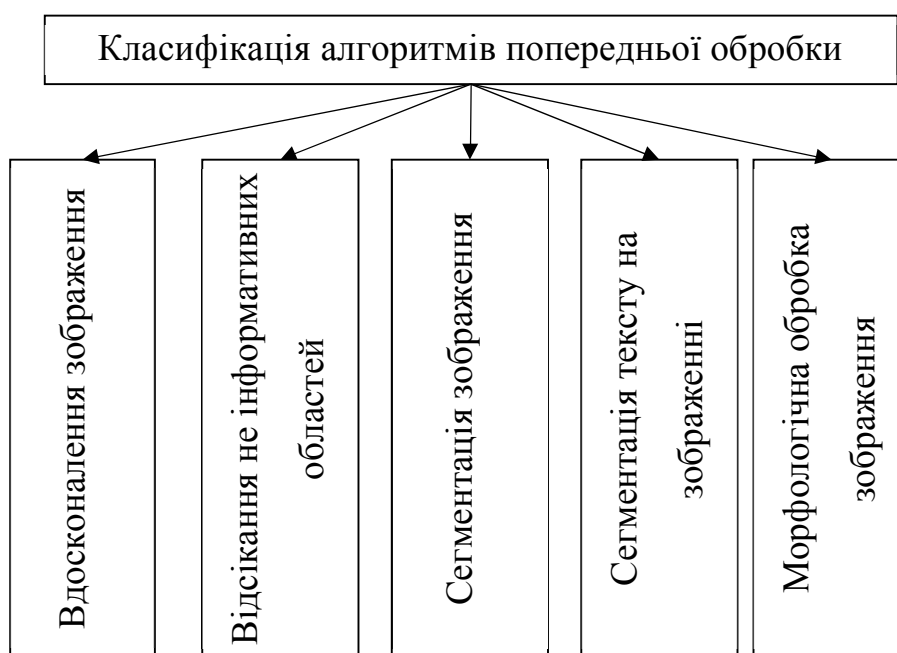 Класифікація алгоритмів попередньої обробки
Вдосконалення зображення
Відсікання не інформативних
областей
Сегментація зображення
Сегментація тексту на
зображенні
Морфологічна обробка
зображення